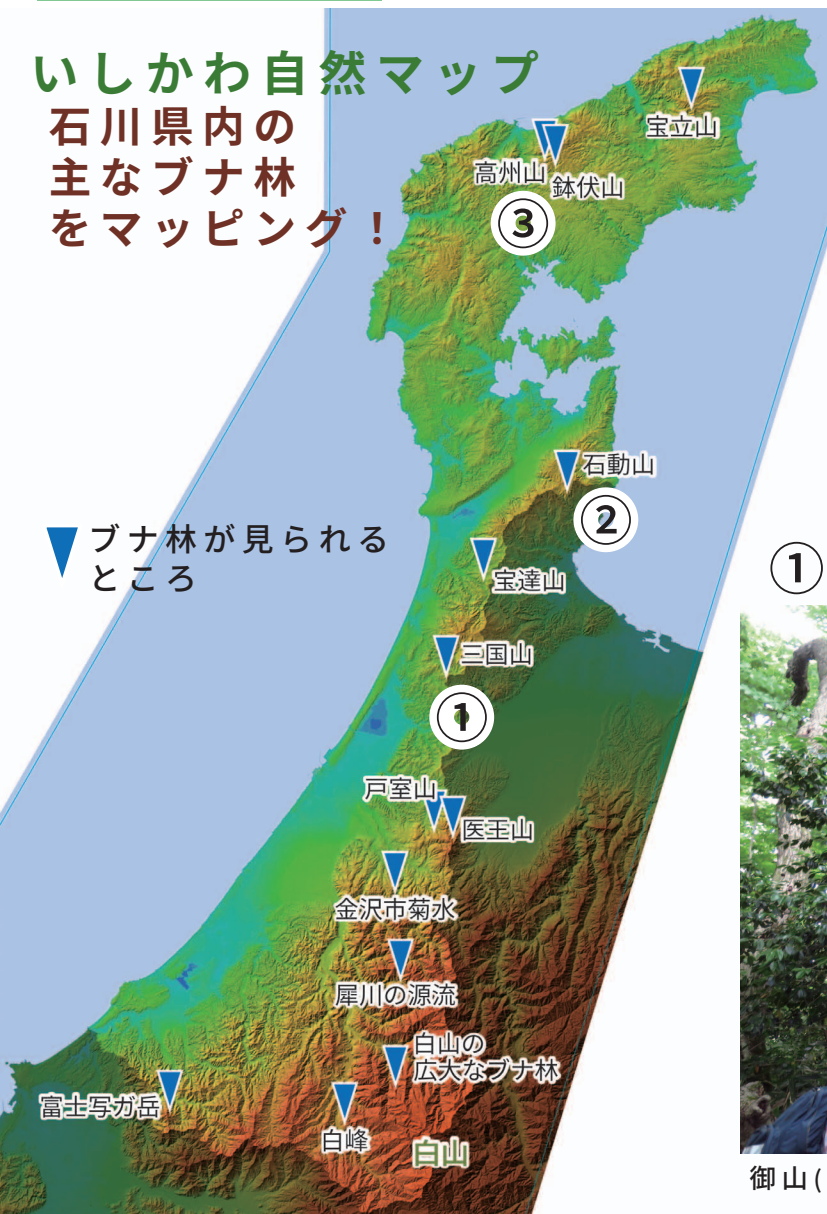 いしかわ自然マップ
石川県内の
主なブナ林
をマッピング！
宝立山
高州山
鉢伏山
③
石動山
②
ブナ林が見られる
ところ
宝達山
①
三国山
①
戸室山
医王山
金沢市菊水
犀川の源流
白山の
広大なブナ林
富士写ガ岳
白峰
白山
御山(